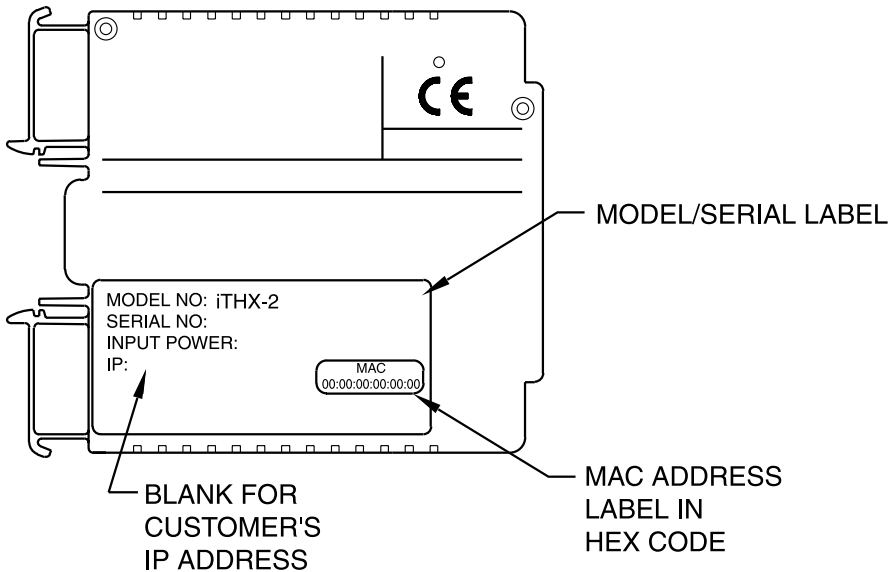 CE
MODEL/SERIAL LABEL
MODEL NO: iTHX-2
SERIAL NO:
INPUT POWER:
IP:
MAC
00:00:00:00:00:00
BLANK FOR
CUSTOMER'S
IP ADDRESS
MAC ADDRESS
LABEL IN
HEX CODE